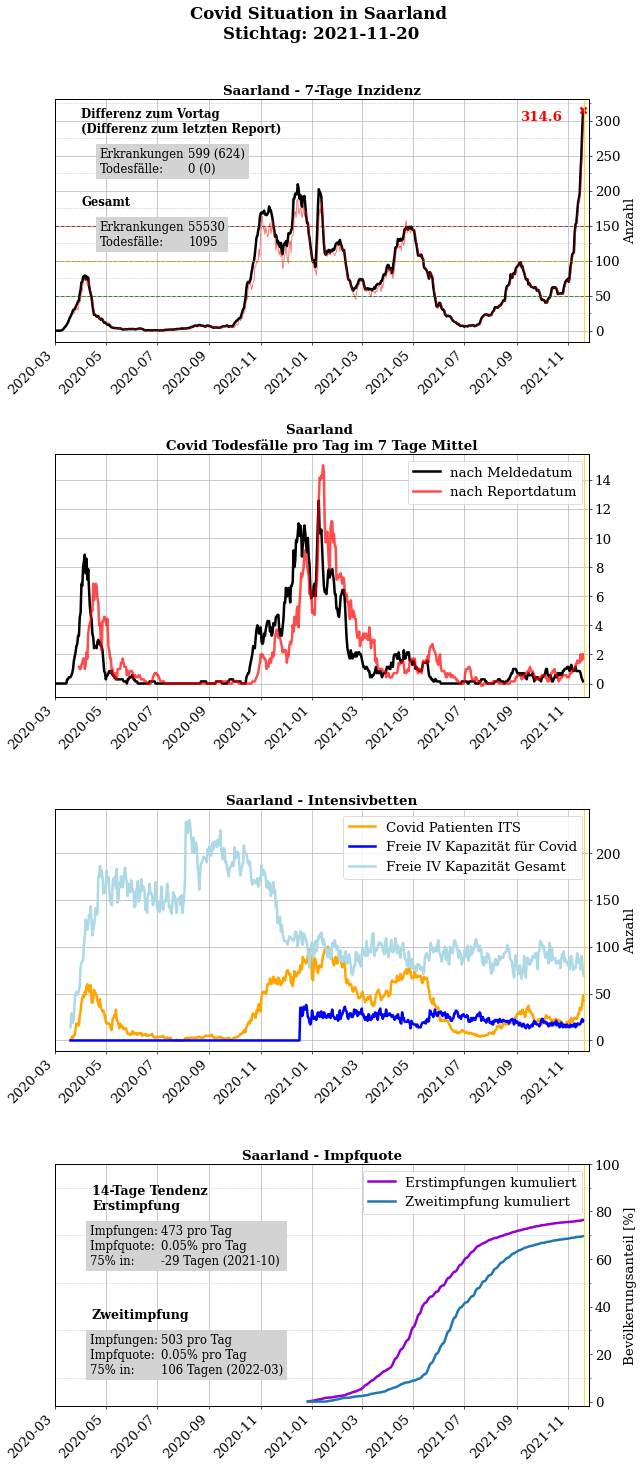 Covid Situation in Saarland
Stichtag: 2021-11-20
Saarland - 7-Tage Inzidenz
Differenz zum Vortag
(Differenz zum letzten Report)
Erkrankungen 599 (624)
Todesfälle: 0 (0)
Gesamt
Erkrankungen 55530
Todesfälle: 1095
314.6
300
250
200
150
100
50
0
Anzahl
2020-03
2020-05
2020-07
2020-09
2020-11
2021-01
2021-03
2021-05
2021-07
2021-09
2021-11
Saarland
Covid Todesfälle pro Tag im 7 Tage Mittel
nach Meldedatum
nach Reportdatum
14
12
10
8
6
4
2
0
2020-03
2020-05
2020-07
2020-09
2020-11
2021-01
2021-03
2021-05
2021-07
2021-09
2021-11
Saarland - Intensivbetten
Covid Patienten ITS
Freie IV Kapazität für Covid
Freie IV Kapazität Gesamt
200
150
100
50
0
Anzahl
2020-03
2020-05
2020-07
2020-09
2020-11
2021-01
2021-03
2021-05
2021-07
2021-09
2021-11
Saarland - Impfquote
14-Tage Tendenz
Erstimpfung
Impfungen: 473 pro Tag
Impfquote: 0.05% pro Tag
75% in: -29 Tagen (2021-10)
Zweitimpfung
Impfungen: 503 pro Tag
Impfquote: 0.05% pro Tag
75% in: 106 Tagen (2022-03)
Erstimpfungen kumuliert
Zweitimpfung kumuliert
100
80
60
40
20
0
Bevölkerungsanteil [%]
2020-03
2020-05
2020-07
2020-09
2020-11
2021-01
2021-03
2021-05
2021-07
2021-09
2021-11